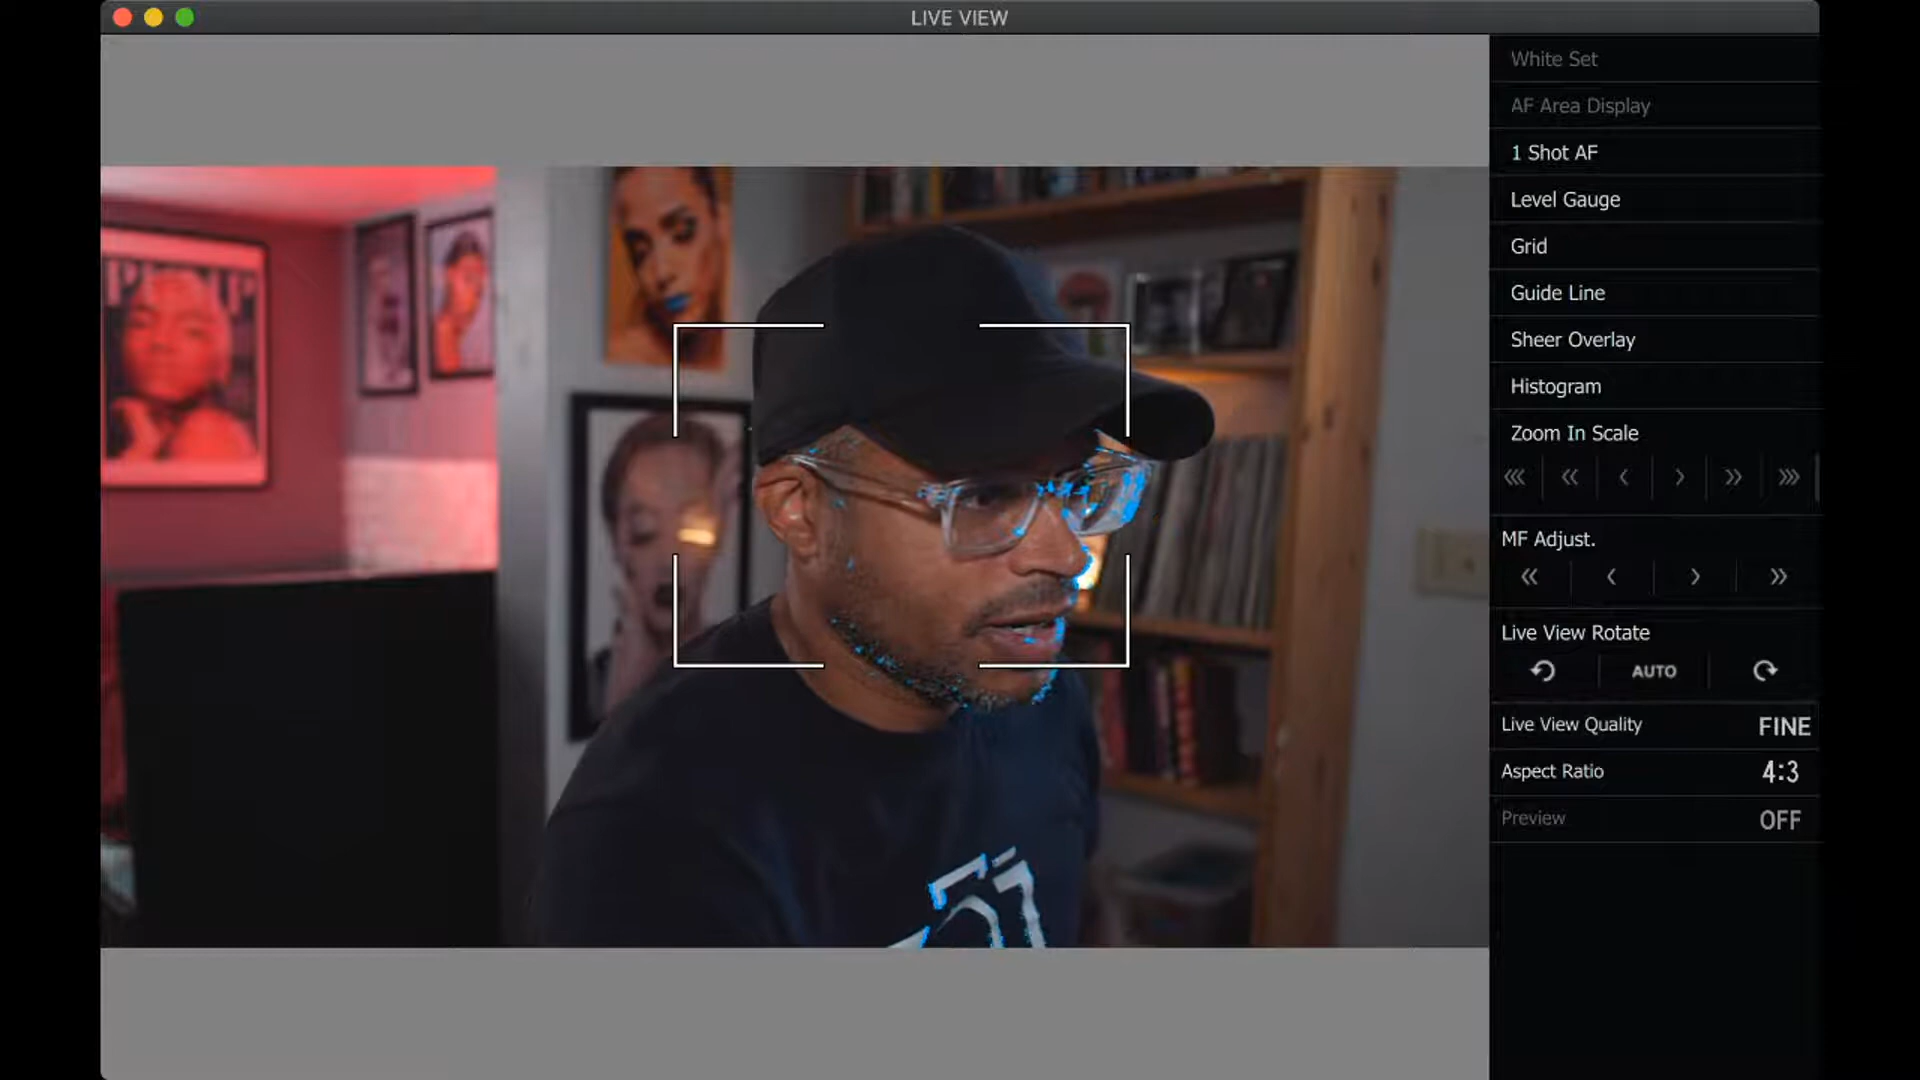 LIVE VIEW
White Set
AF Area Display
1 Shot AF
Level Gauge
Grid
Guide Line
Sheer Overlay
Histogram
Zoom In Scale
MF Adjust.
Live View Rotate
AUTO
Live View Quality FINE
Aspect Ratio 4:3
Preview OFF